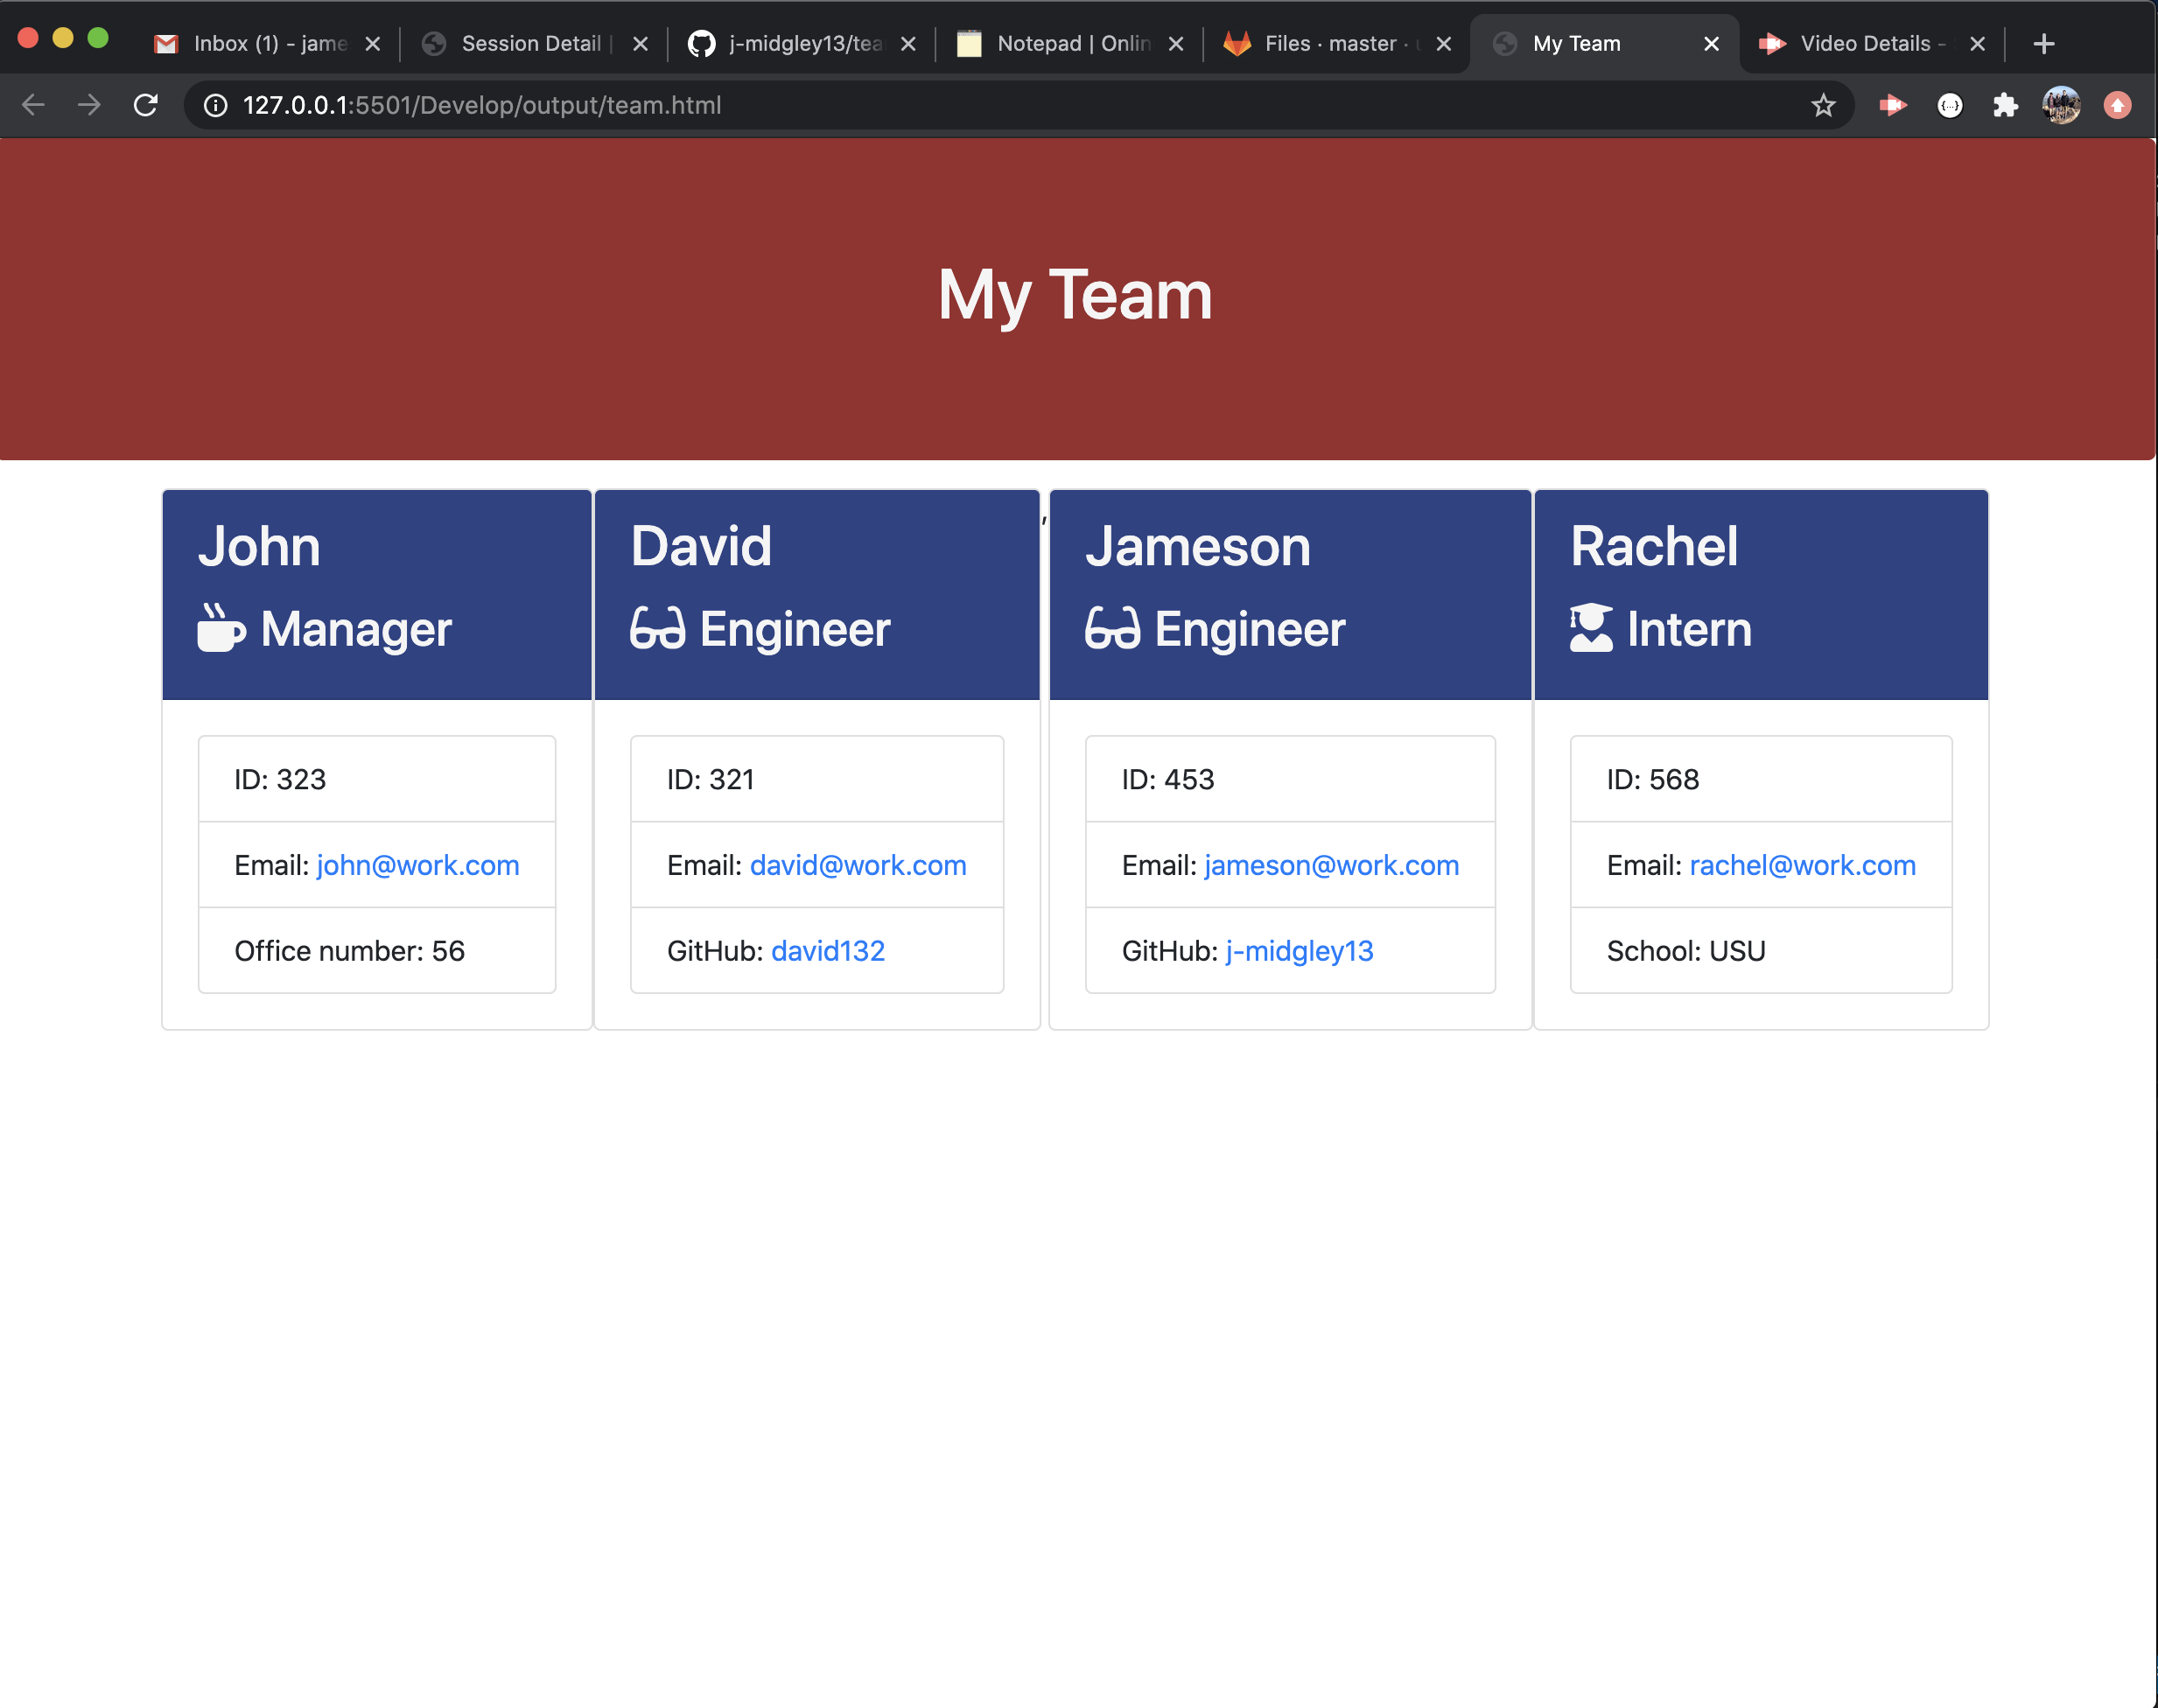 Inbox (1) - jame
Session Detail
j-midgley13/tea
Notepad | Onlin
Files · master ·
My Team
Video Details -
127.0.0.1:5501/Develop/output/team.html
My Team
John
Manager
ID: 323
Email: john@work.com
Office number: 56
David
Engineer
ID: 321
Email: david@work.com
GitHub: david132
,
Jameson
Engineer
ID: 453
Email: jameson@work.com
GitHub: j-midgley13
Rachel
Intern
ID: 568
Email: rachel@work.com
School: USU